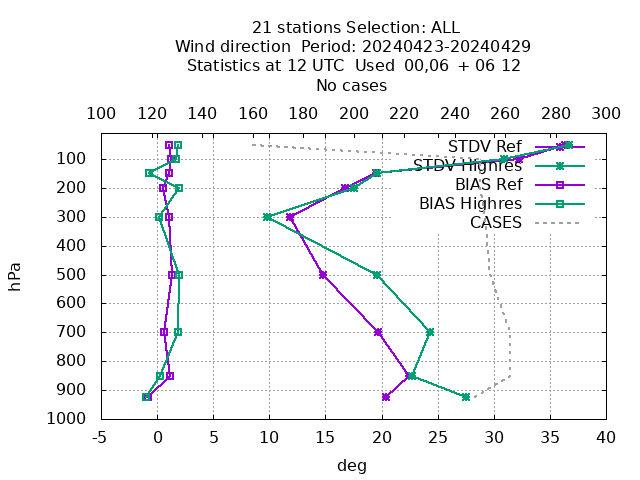 21 stations Selection: ALL
Wind direction  Period: 20240423-20240429
Statistics at 12 UTC  Used  00,06  + 06 12
No cases
100 120 140 160 180 200 220 240 260 280 300
STDV Ref
STDV Highres
BIAS Ref
BIAS Highres
CASES
100
200
300
400
500
600
700
800
900
1000
hPa
-5 0 5 10 15 20 25 30 35 40
deg